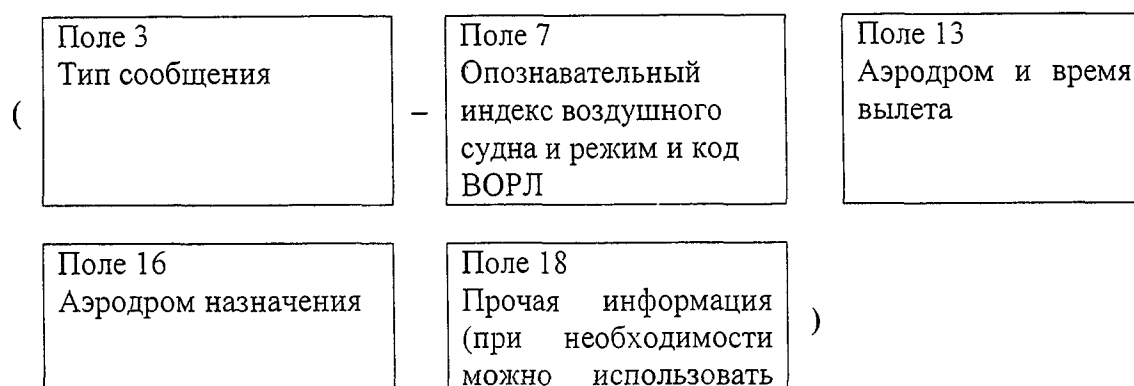 ( Поле 3
Тип сообщения
– Поле 7
Опознавательный
индекс воздушного
судна и режим и код
ВОРЛ
Поле 13
Аэродром и время
вылета
Поле 16
Аэродром назначения
Поле 18
Прочая информация
(при необходимости
можно использовать
)